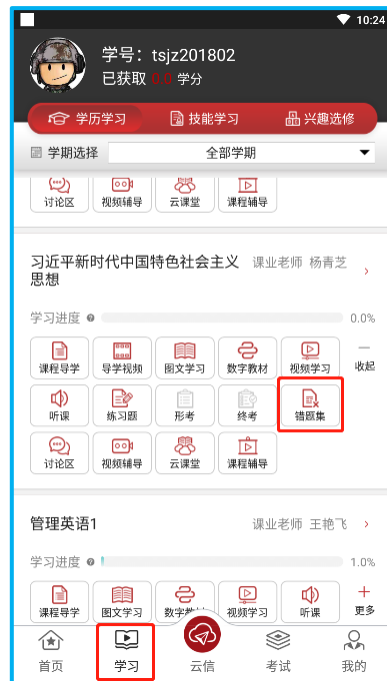 10:24
学号：tsjz201802
已获取 0.0 学分
学历学习 技能学习 兴趣选修
学期选择 全部学期
讨论区 视频辅导 云课堂 课程辅导
习近平新时代中国特色社会主义 课业老师 杨青芝
思想
学习进度 0.0%
课程导学 导学视频 图文学习 数字教材 视频学习 收起
听课 练习题 形考 终考 错题集
讨论区 视频辅导 云课堂 课程辅导
管理英语1 课业老师 王艳飞
学习进度 1.0%
课程导学 图文学习 数字教材 视频学习 听课 更多
首页 学习 云信 考试 我的